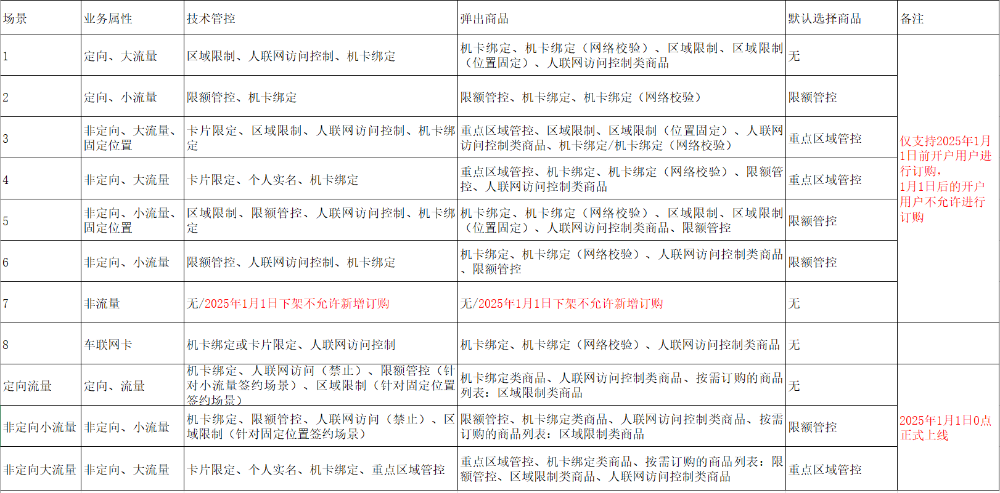 场景
业务属性
技术管控
弹出商品
默认选择商品
备注
1
定向、大流量
区域限制、人联网访问控制、机卡绑定
机卡绑定、机卡绑定（网络校验）、区域限制、区域限制
（位置固定）、人联网访问控制类商品
无
2
定向、小流量
限额管控、机卡绑定
限额管控、机卡绑定、机卡绑定（网络校验）
限额管控
3
非定向、大流量、
固定位置
卡片限定、区域限制、人联网访问控制、机卡绑
定
重点区域管控、区域限制、区域限制（位置固定）、人联网
访问控制类商品、机卡绑定/机卡绑定（网络校验）
重点区域管控
4
非定向、大流量
卡片限定、个人实名、机卡绑定
重点区域管控、机卡绑定、机卡绑定（网络校验）、限额管
控、人联网访问控制类商品
重点区域管控
5
非定向、小流量、
固定位置
区域限制、限额管控、人联网访问控制、机卡绑
定
机卡绑定、机卡绑定（网络校验）、区域限制、区域限制
（位置固定）、人联网访问控制类商品、限额管控
限额管控
6
非定向、小流量
限额管控、人联网访问控制、机卡绑定
机卡绑定、机卡绑定（网络校验）、人联网访问控制类商品
、限额管控
限额管控
7
非流量
无/2025年1月1日下架不允许新增订购
无/2025年1月1日下架不允许新增订购
无
仅支持2025年1月
1日前开户用户进
行订购，
1月1日后的开户
用户不允许进行
订购
8
车联网卡
机卡绑定或卡片限定、人联网访问控制
机卡绑定、机卡绑定（网络校验）、人联网访问控制类商品
无
定向流量
定向、流量
机卡绑定、人联网访问（禁止）、限额管控（针
对小流量签约场景）、区域限制（针对固定位置
签约场景）
机卡绑定类商品、人联网访问控制类商品、按需订购的商品
列表：区域限制类商品
无
非定向小流量
非定向、小流量
机卡绑定、限额管控、人联网访问（禁止）、区
域限制（针对固定位置签约场景）
限额管控、机卡绑定类商品、人联网访问控制类商品、按需
订购的商品列表：区域限制类商品
限额管控
非定向大流量
非定向、大流量
卡片限定、个人实名、机卡绑定、重点区域管控
重点区域管控、机卡绑定类商品、按需订购的商品列表：限
额管控、区域限制类商品、人联网访问控制类商品
重点区域管控
2025年1月1日0点
正式上线